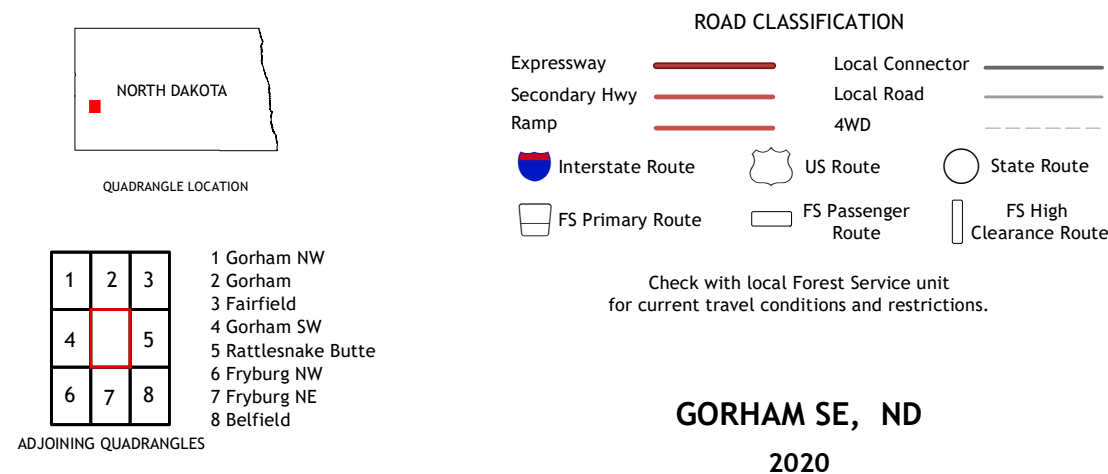 NORTH DAKOTA
QUADRANGLE LOCATION
1
2
3
4
5
6
7
8
ADJOINING QUADRANGLES
1 Gorham NW
2 Gorham
3 Fairfield
4 Gorham SW
5 Rattlesnake Butte
6 Fryburg NW
7 Fryburg NE
8 Belfield
ROAD CLASSIFICATION
Expressway
Secondary Hwy
Ramp
Local Connector
Local Road
4WD
Interstate Route
US Route
State Route
FS Primary Route
FS Passenger
Route
FS High
Clearance Route
Check with local Forest Service unit
for current travel conditions and restrictions.
GORHAM SE, ND
2020